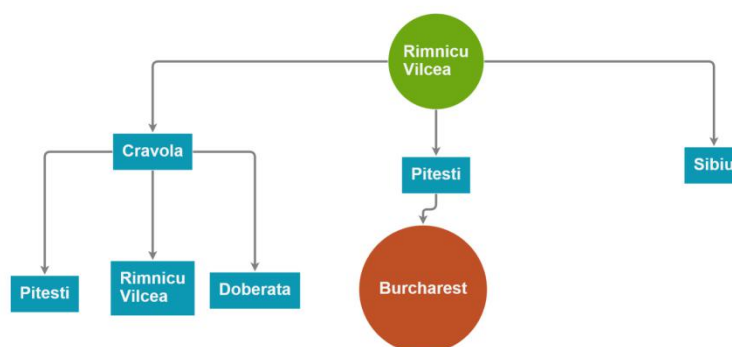 Rimnicu
Vilcea
Cravola
Pitesti
Sibiu
Pitesti
Rimnicu
Vilcea
Doberata
Burcharest